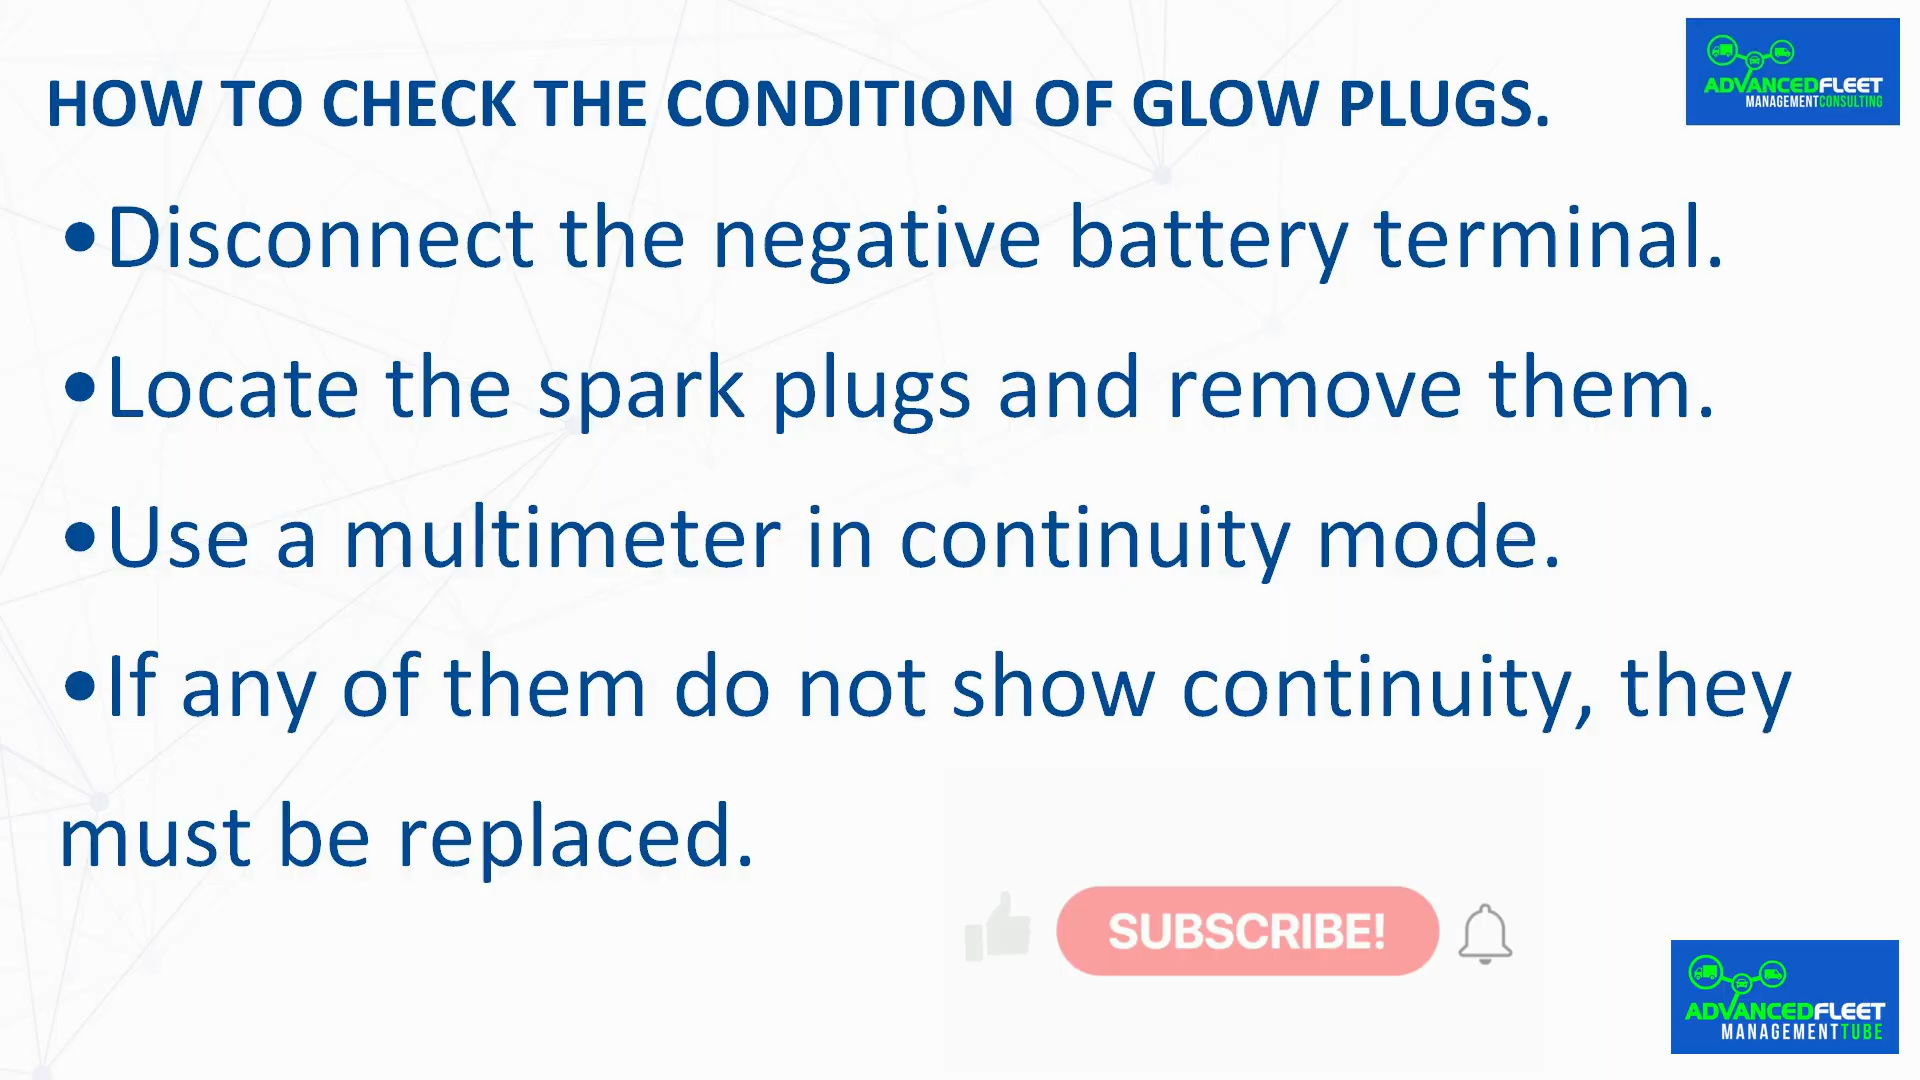 HOW TO CHECK THE CONDITION OF GLOW PLUGS.
ADVANCEDFLEET
MANAGEMENTCONSULTING
•Disconnect the negative battery terminal.
•Locate the spark plugs and remove them.
•Use a multimeter in continuity mode.
•If any of them do not show continuity, they
must be replaced.
SUBSCRIBE!
ADVANCEDFLEET
MANAGEMENTTUBE